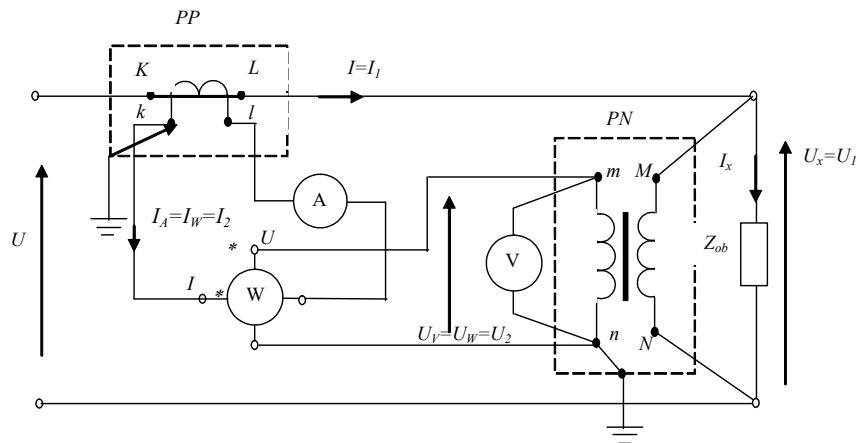 PP
K
L
I=I1
k
l
PN
m
M
Ix
Ux=U1
A
IA=IW=I2
U
* U
V
Zob
I
*
W
UV=UW=U2
n
N